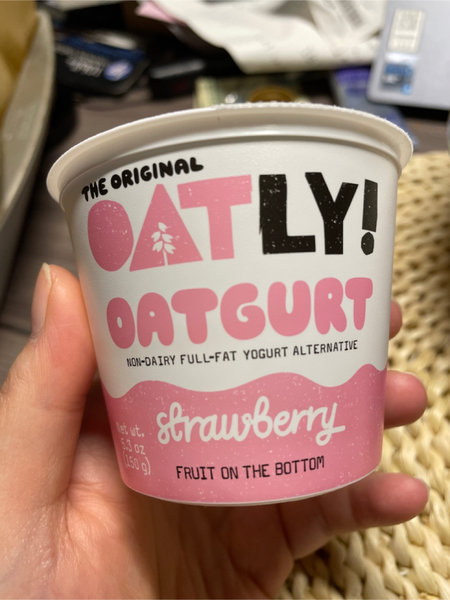 THE ORIGINAL
OATLY!
OATGURT
NON-DAIRY FULL-FAT YOGURT ALTERNATIVE
strawberry
Net wt.
5.3 oz
(150 g)
FRUIT ON THE BOTTOM